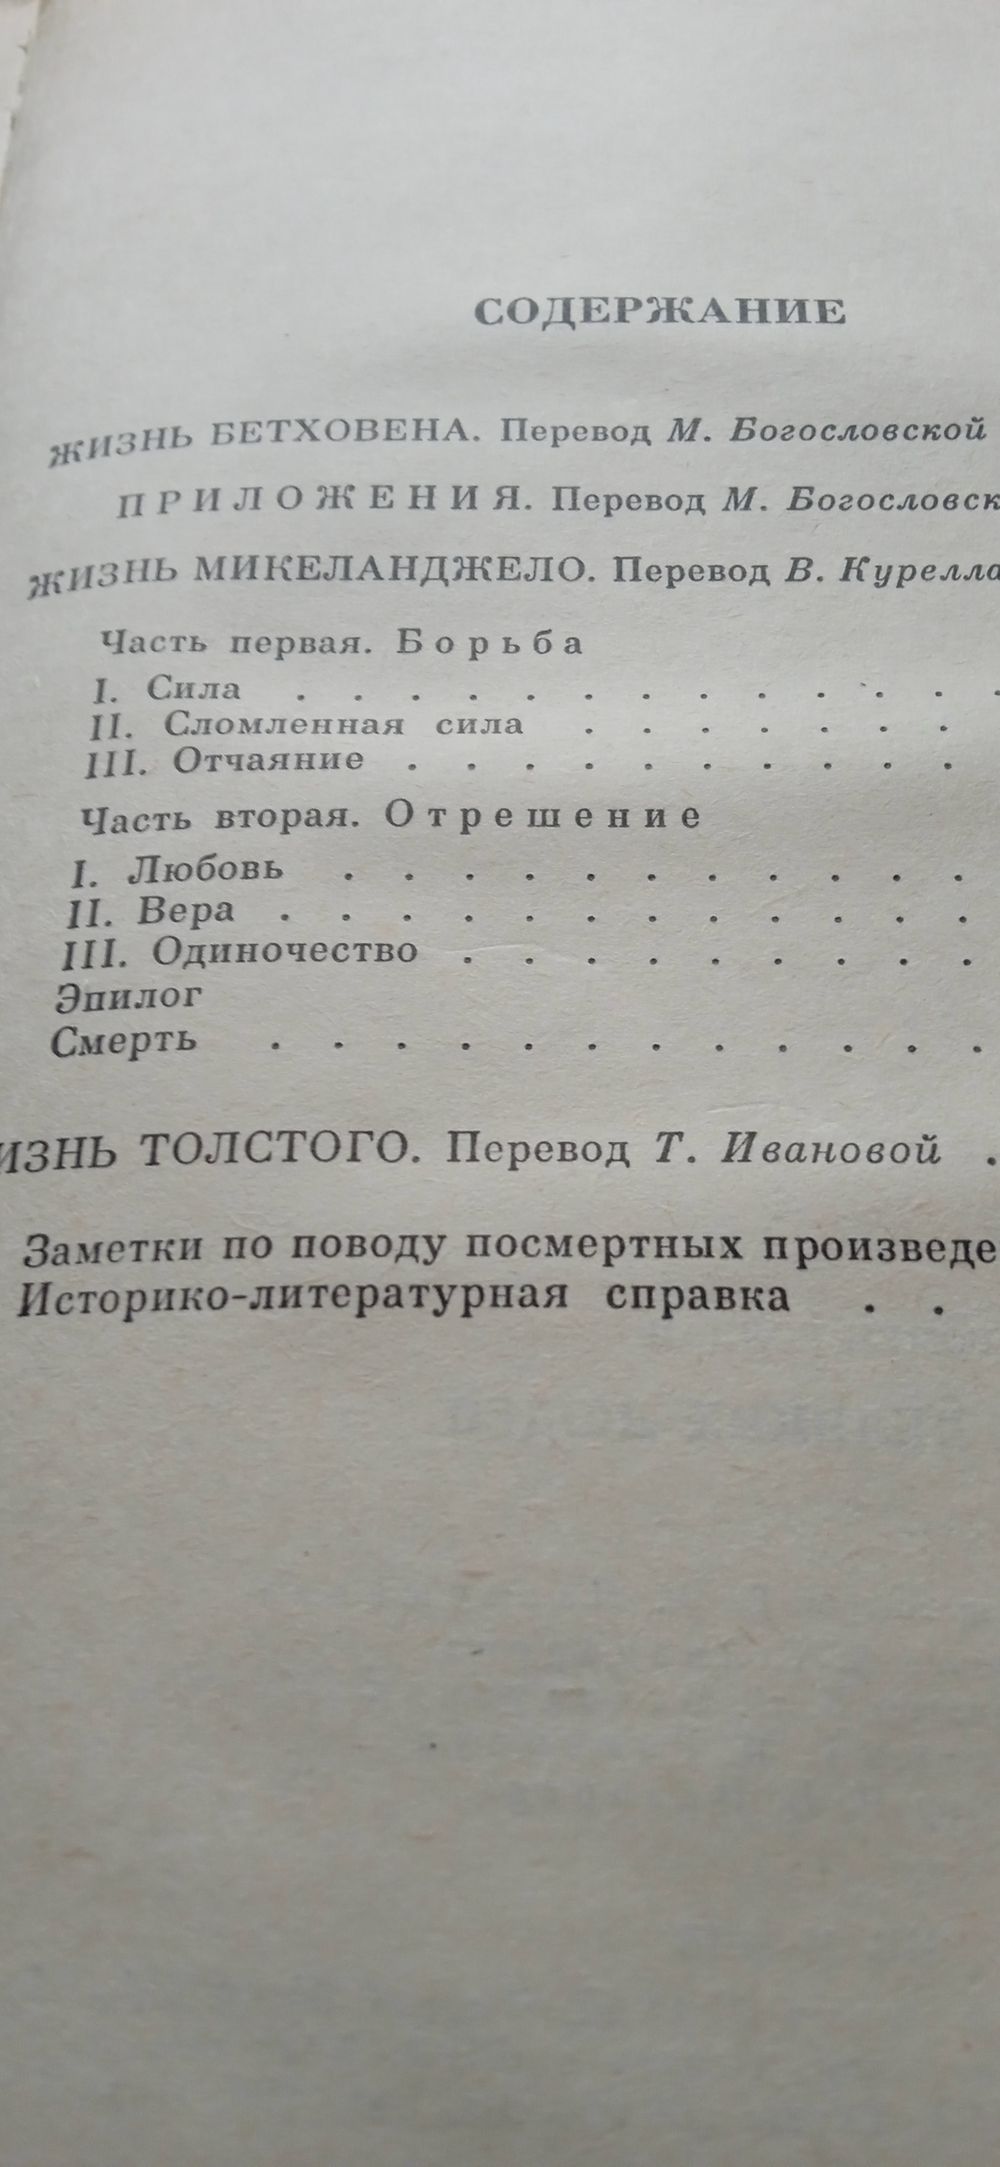 СОДЕРЖАНИЕ
ЖИЗНЬ БЕТХОВЕНА. Перевод М. Богословской
ПРИЛОЖЕНИЯ. Перевод М. Богословск
ЖИЗНЬ МИКЕЛАНДЖЕЛО. Перевод В. Курелла
Часть первая. Борьба
I. Сила . . . . . . . . . . . . .
II. Сломленная сила . . . . . . .
III. Отчаяние . . . . . . . . . .
Часть вторая. Отрешение
I. Любовь . . . . . . . . . . .
II. Вера . . . . . . . . . . . .
III. Одиночество . . . . . . . . .
Эпилог
Смерть . . . . . . . . . . . .
ИЗНЬ ТОЛСТОГО. Перевод Т. Ивановой .
Заметки по поводу посмертных произведе
Историко-литературная справка . .